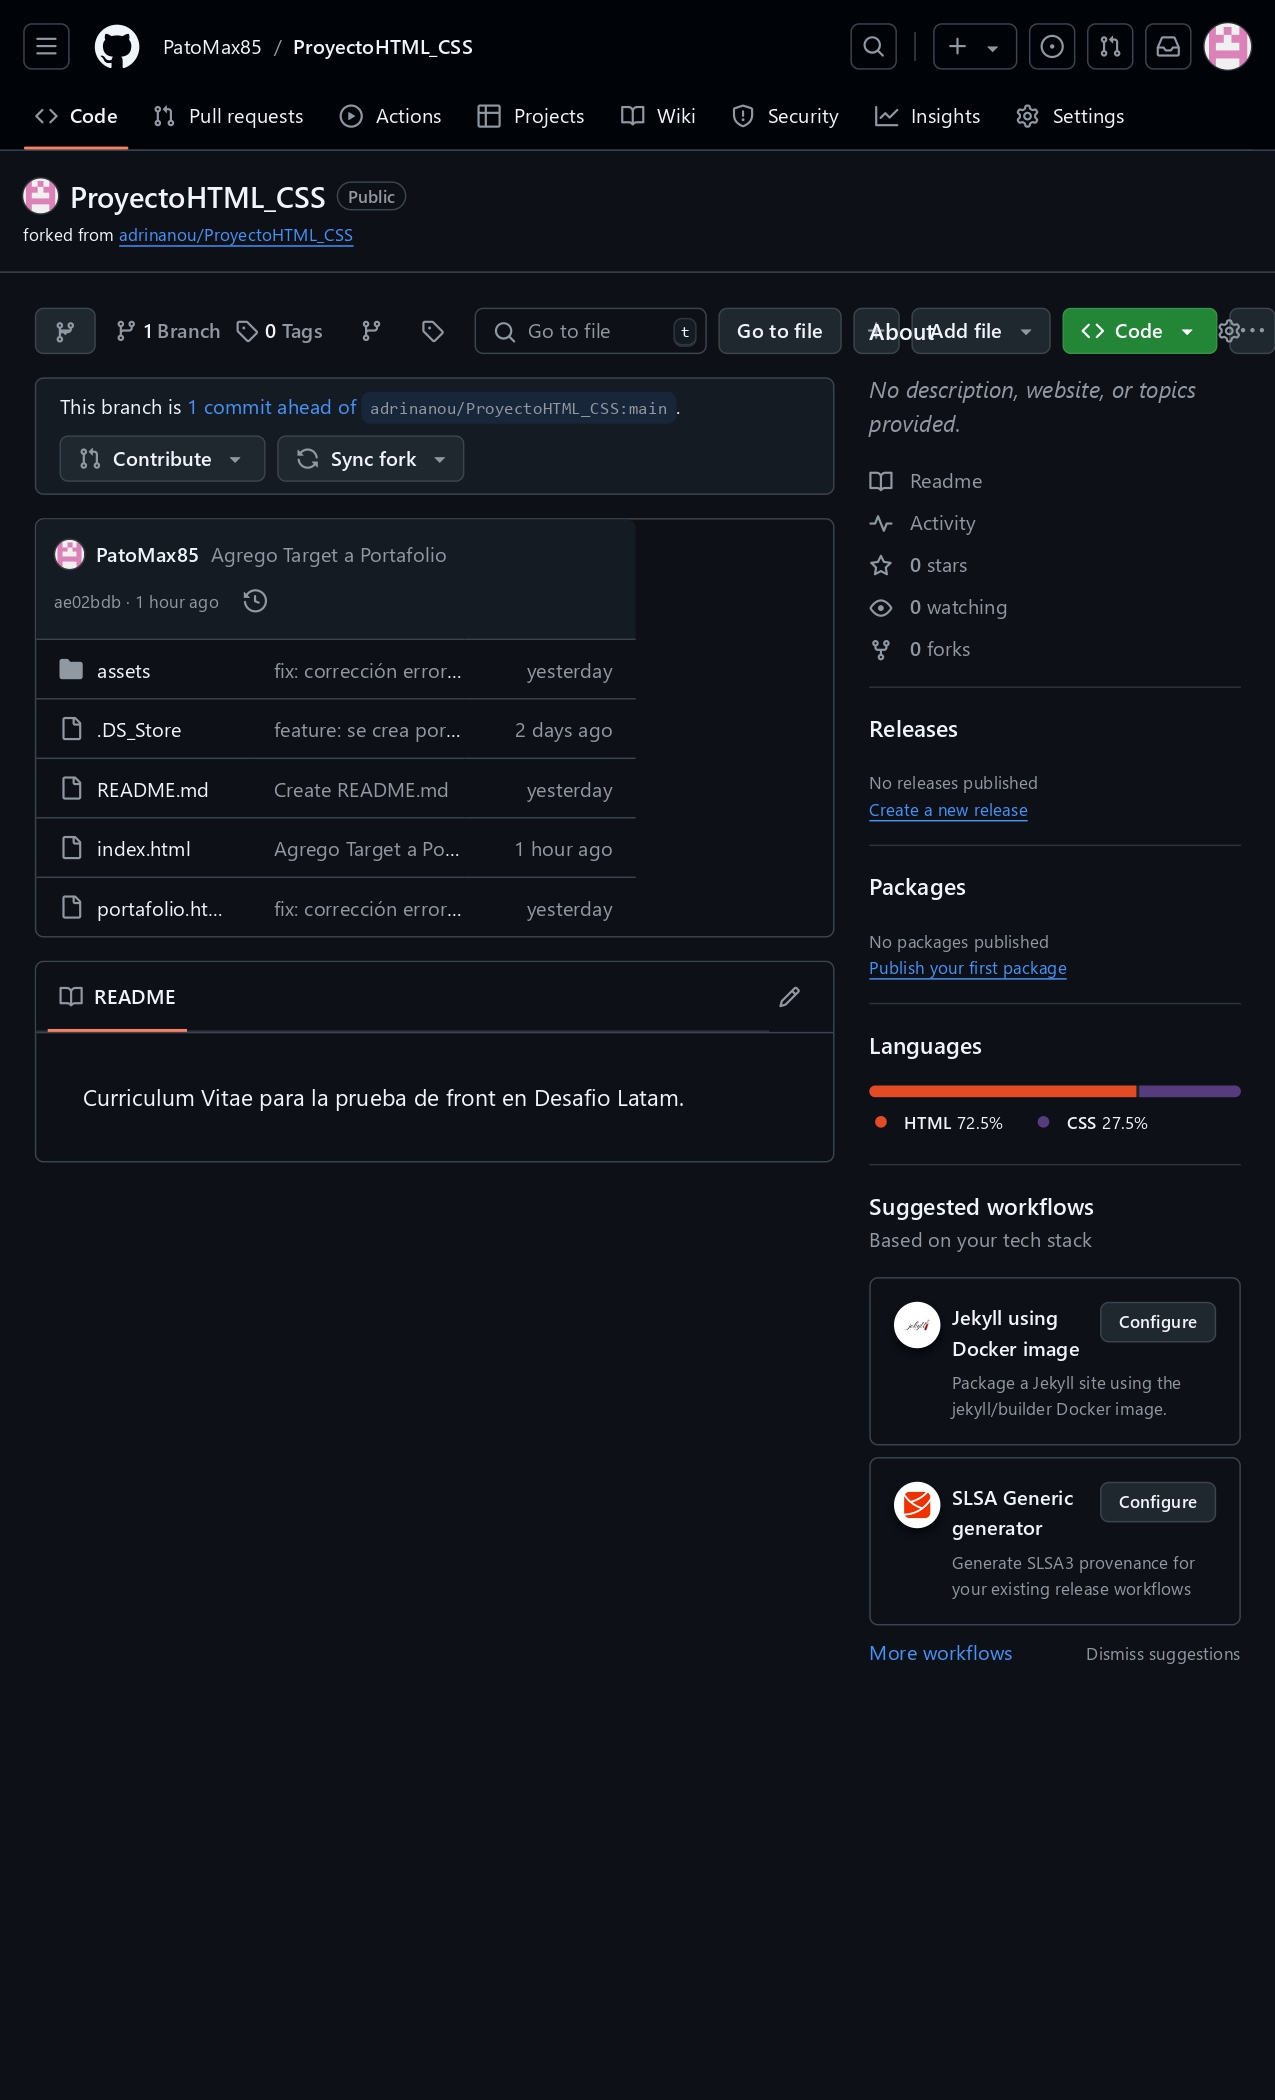 PatoMax85 / ProyectoHTML_CSS
Code Pull requests Actions Projects Wiki Security Insights Settings
ProyectoHTML_CSS Public
forked from adrinanou/ProyectoHTML_CSS
1 Branch 0 Tags Go to file t Go to file Add file Code
This branch is 1 commit ahead of adrinanou/ProyectoHTML_CSS:main .
Contribute Sync fork
PatoMax85 Agrego Target a Portafolio
ae02bdb · 1 hour ago
assets fix: corrección error... yesterday
.DS_Store feature: se crea por... 2 days ago
README.md Create README.md yesterday
index.html Agrego Target a Po... 1 hour ago
portafolio.ht... fix: corrección error... yesterday
README
Curriculum Vitae para la prueba de front en Desafio Latam.
About
No description, website, or topics
provided.
Readme
Activity
0 stars
0 watching
0 forks
Releases
No releases published
Create a new release
Packages
No packages published
Publish your first package
Languages
HTML 72.5% CSS 27.5%
Suggested workflows
Based on your tech stack
Jekyll using
Docker image
Configure
Package a Jekyll site using the
jekyll/builder Docker image.
SLSA Generic
generator
Configure
Generate SLSA3 provenance for
your existing release workflows
More workflows Dismiss suggestions